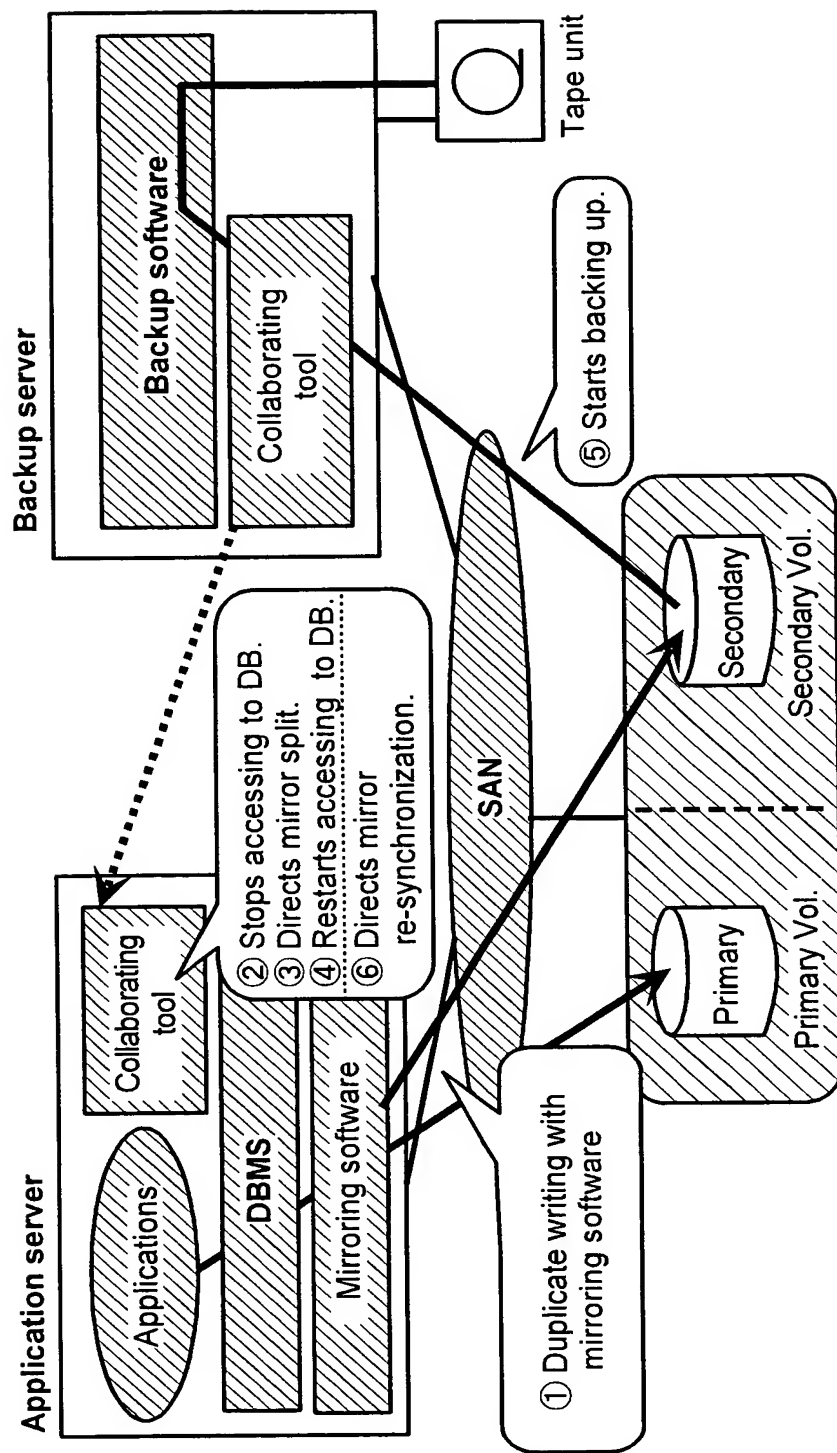 Application server
Applications
Collaborating
tool
DBMS
Mirroring software
② Stops accessing to DB.
③ Directs mirror split.
④ Restarts accessing to DB.
⑥ Directs mirror
re-synchronization.
Backup server
Backup software
Collaborating
tool
Tape unit
① Duplicate writing with
mirroring software
SAN
⑤ Starts backing up.
Primary
Primary Vol.
Secondary
Secondary Vol.